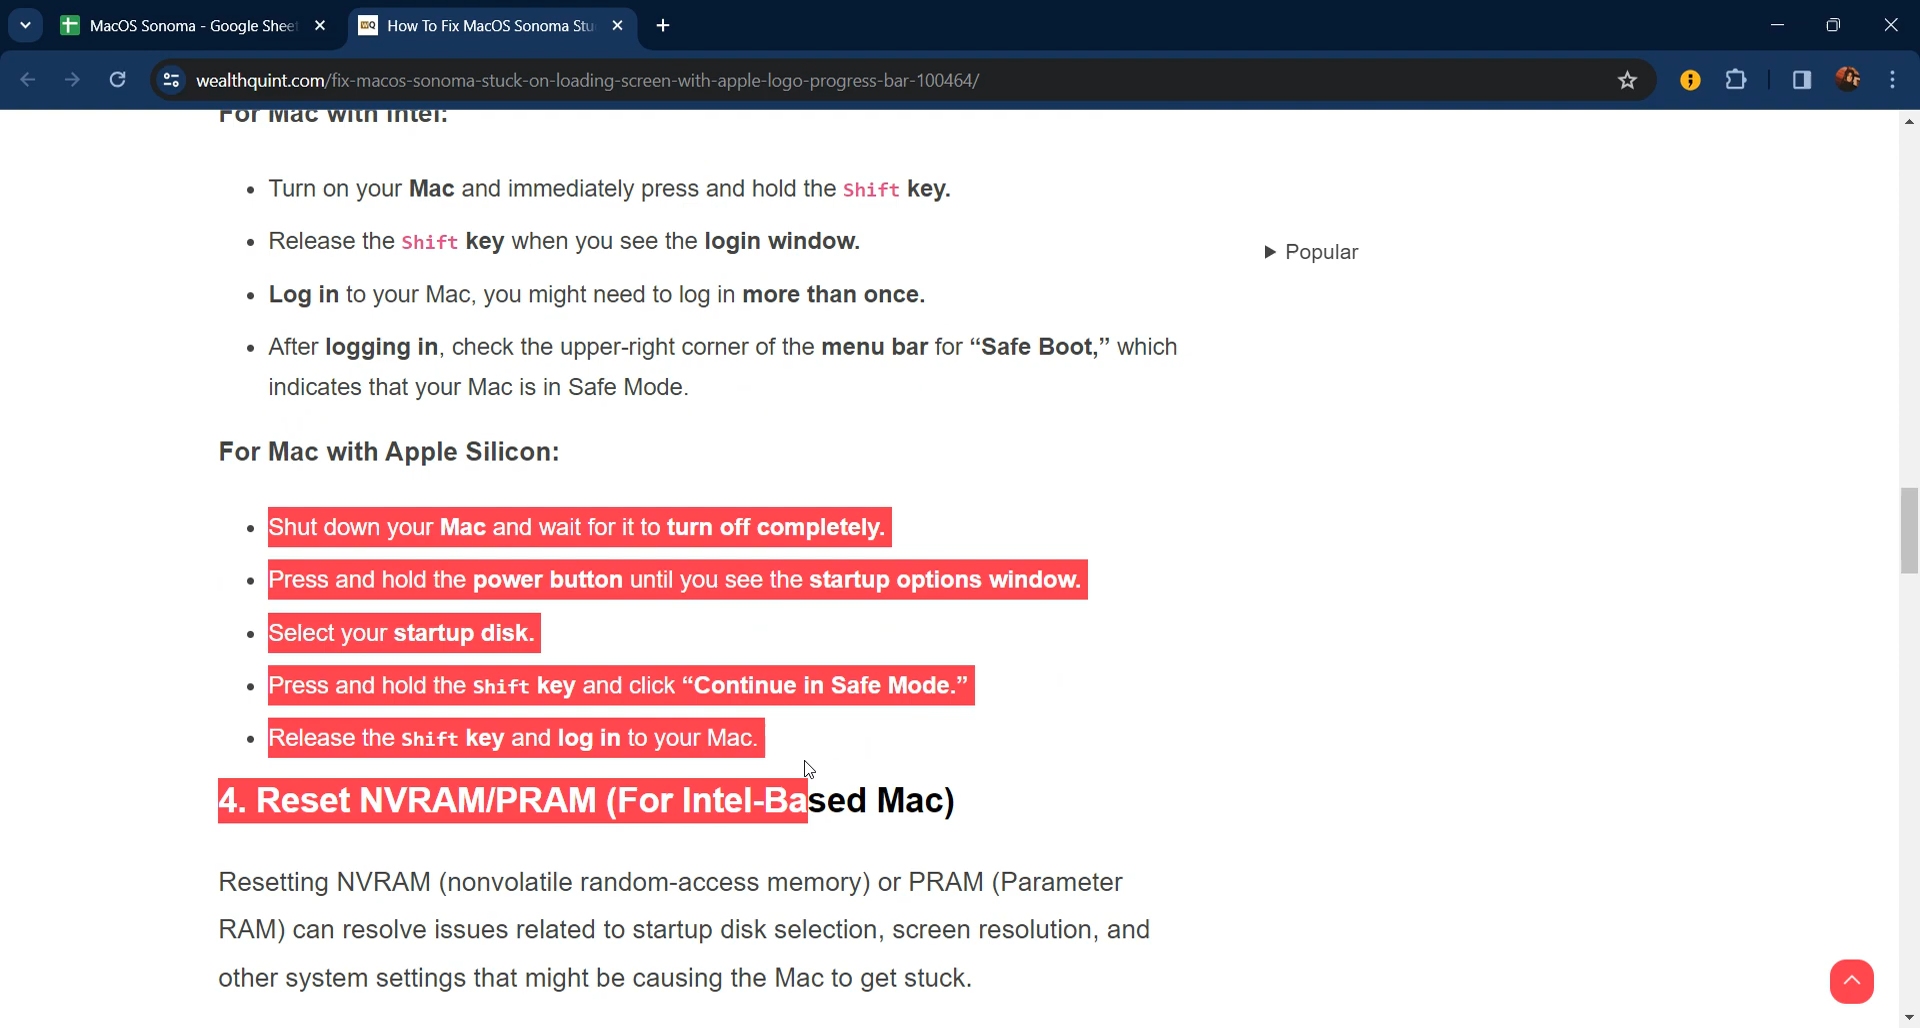 MacOS Sonoma - Google Sheet
How To Fix MacOS Sonoma Stu
wealthquint.com/fix-macos-sonoma-stuck-on-loading-screen-with-apple-logo-progress-bar-100464/
For Mac with Intel:
Turn on your Mac and immediately press and hold the Shift key.
Release the Shift key when you see the login window.
Popular
Log in to your Mac, you might need to log in more than once.
After logging in, check the upper-right corner of the menu bar for “Safe Boot,” which
indicates that your Mac is in Safe Mode.
For Mac with Apple Silicon:
Shut down your Mac and wait for it to turn off completely.
Press and hold the power button until you see the startup options window.
Select your startup disk.
Press and hold the Shift key and click “Continue in Safe Mode.”
Release the Shift key and log in to your Mac.
4. Reset NVRAM/PRAM (For Intel-Based Mac)
Resetting NVRAM (nonvolatile random-access memory) or PRAM (Parameter
RAM) can resolve issues related to startup disk selection, screen resolution, and
other system settings that might be causing the Mac to get stuck.